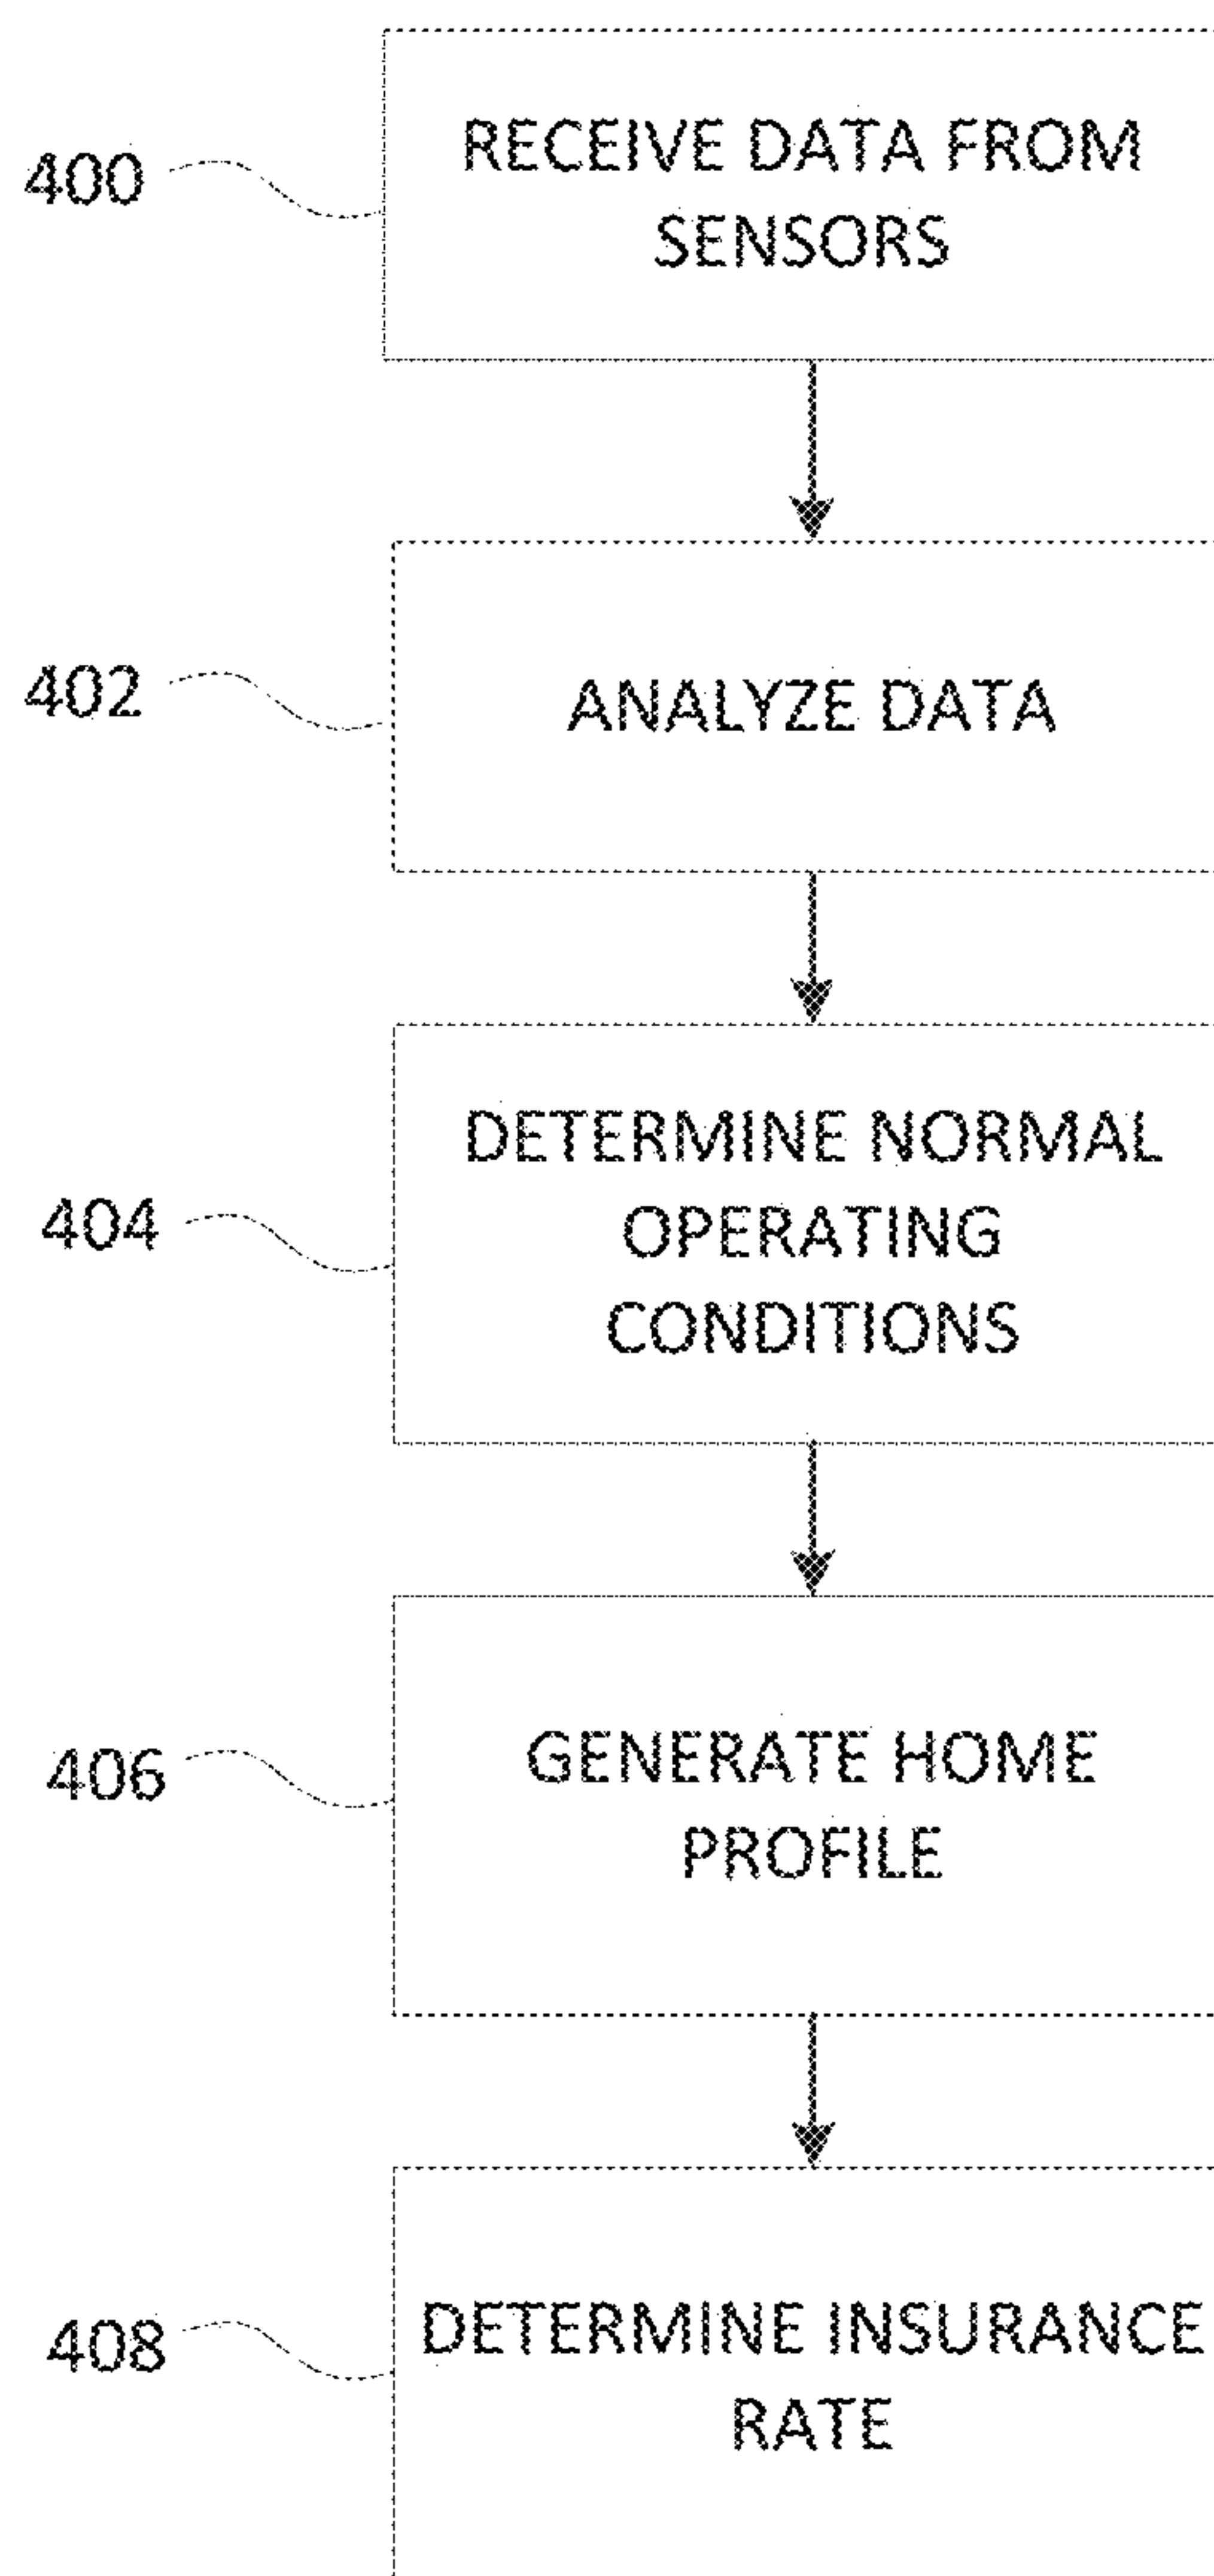 400
RECEIVE DATA FROM
SENSORS
402
ANALYZE DATA
404
DETERMINE NORMAL
OPERATING
CONDITIONS
406
GENERATE HOME
PROFILE
408
DETERMINE INSURANCE
RATE